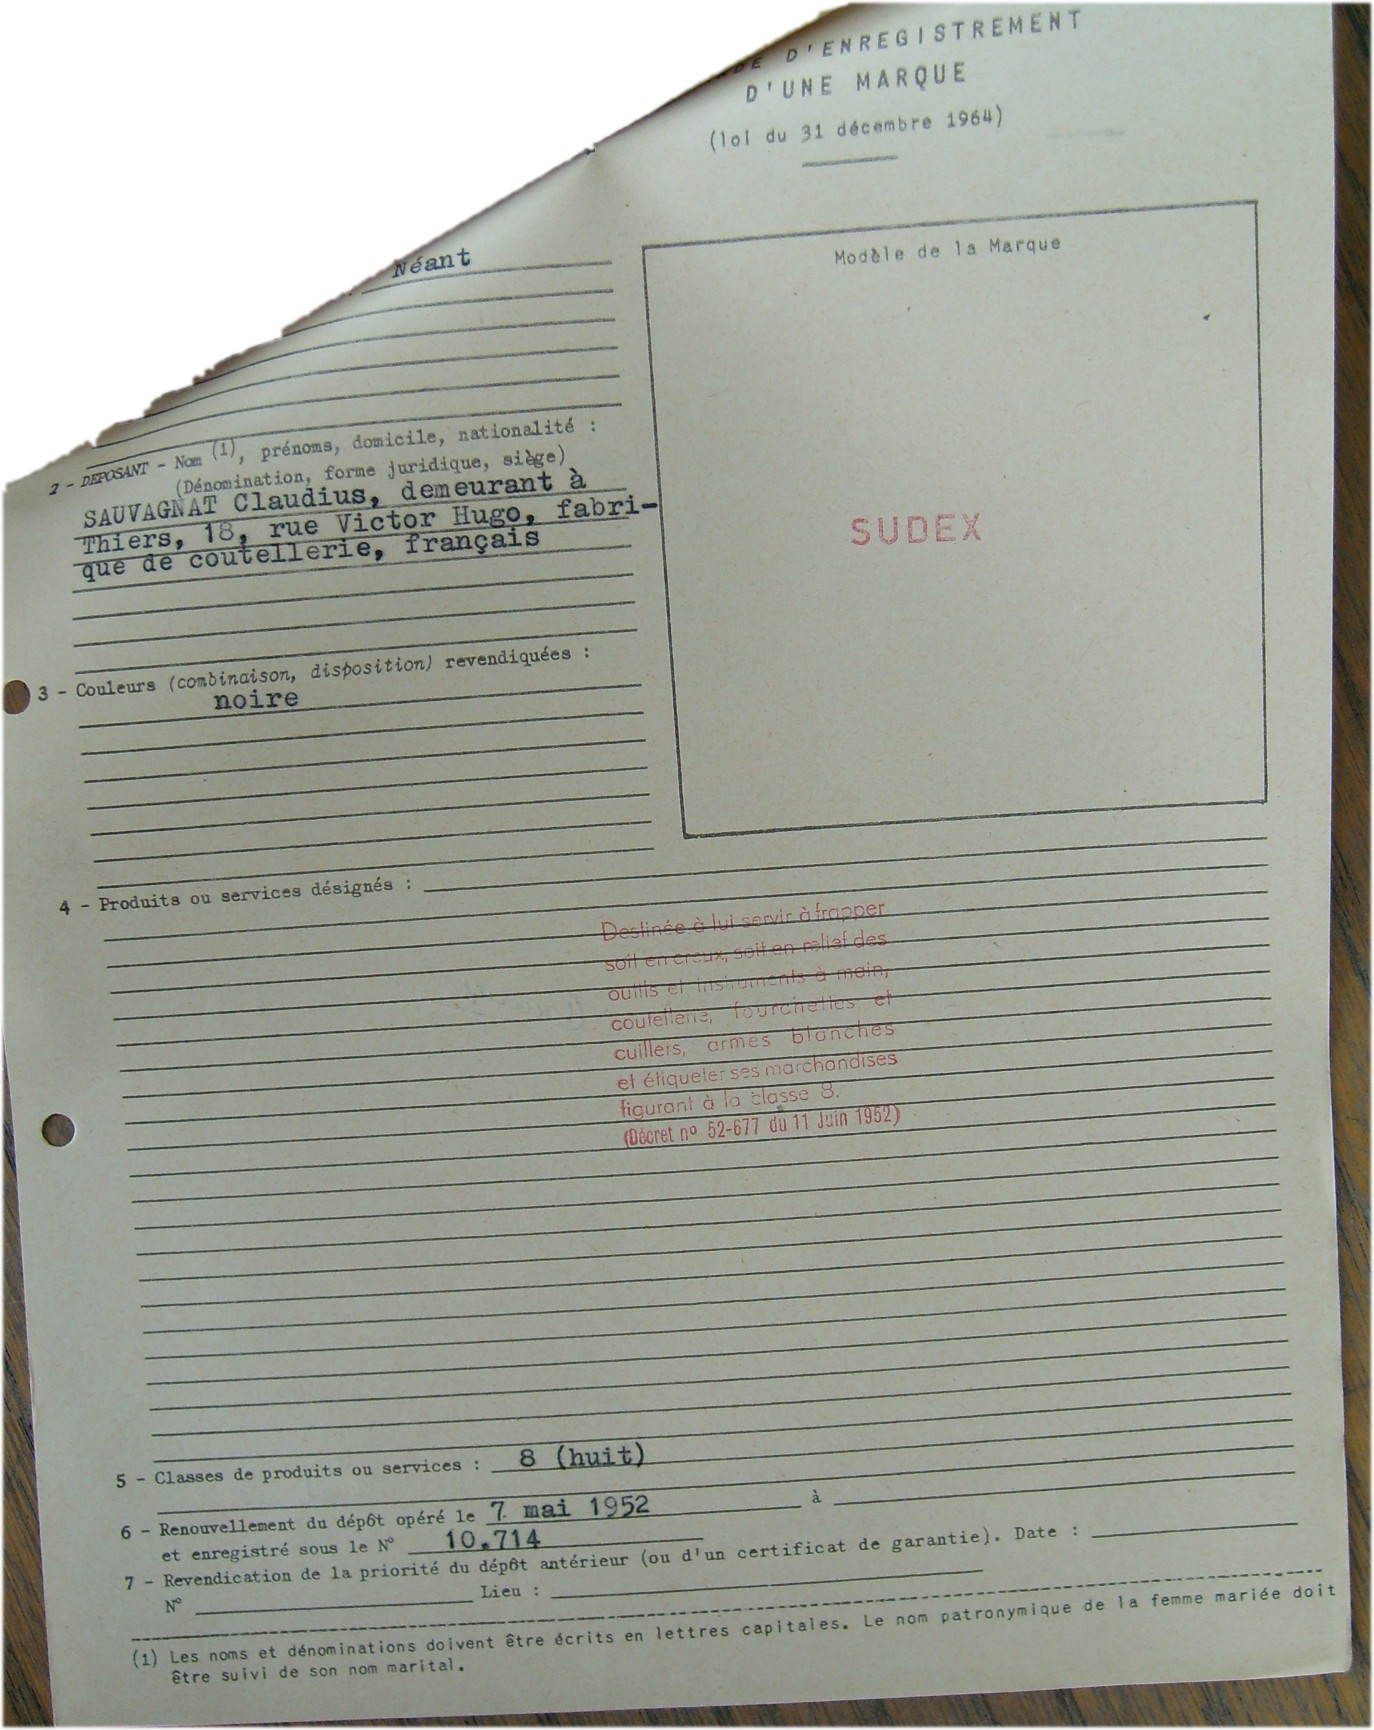 D'ENREGISTREMENT
D'UNE MARQUE
(loi du 31 décembre 1964)
Néant
Modèle de la Marque
2 - DEPOSANT - Nom (1), prénoms, domicile, nationalité :
(Dénomination, forme juridique, siège)
SAUVAGNAT Claudius, demeurant à
Thiers, 18, rue Victor Hugo, fabri-
que de coutellerie, français
SUDEX
3 - Couleurs (combinaison, disposition) revendiquées :
noire
4 - Produits ou services désignés :
Destinée à lui servir à frapper
soit en creux, soit en relief des
outils et instruments à main,
coutellerie, fourchettes et
cuillers, armes blanches
et étiqueter ses marchandises
figurant à la classe 8.
(Décret nº 52-677 du 11 Juin 1952)
5 - Classes de produits ou services : 8 (huit)
6 - Renouvellement du dépôt opéré le 7 mai 1952 à
et enregistré sous le N° 10.714
7 - Revendication de la priorité du dépôt antérieur (ou d'un certificat de garantie). Date :
N° Lieu :
(1) Les noms et dénominations doivent être écrits en lettres capitales. Le nom patronymique de la femme mariée doit
être suivi de son nom marital.